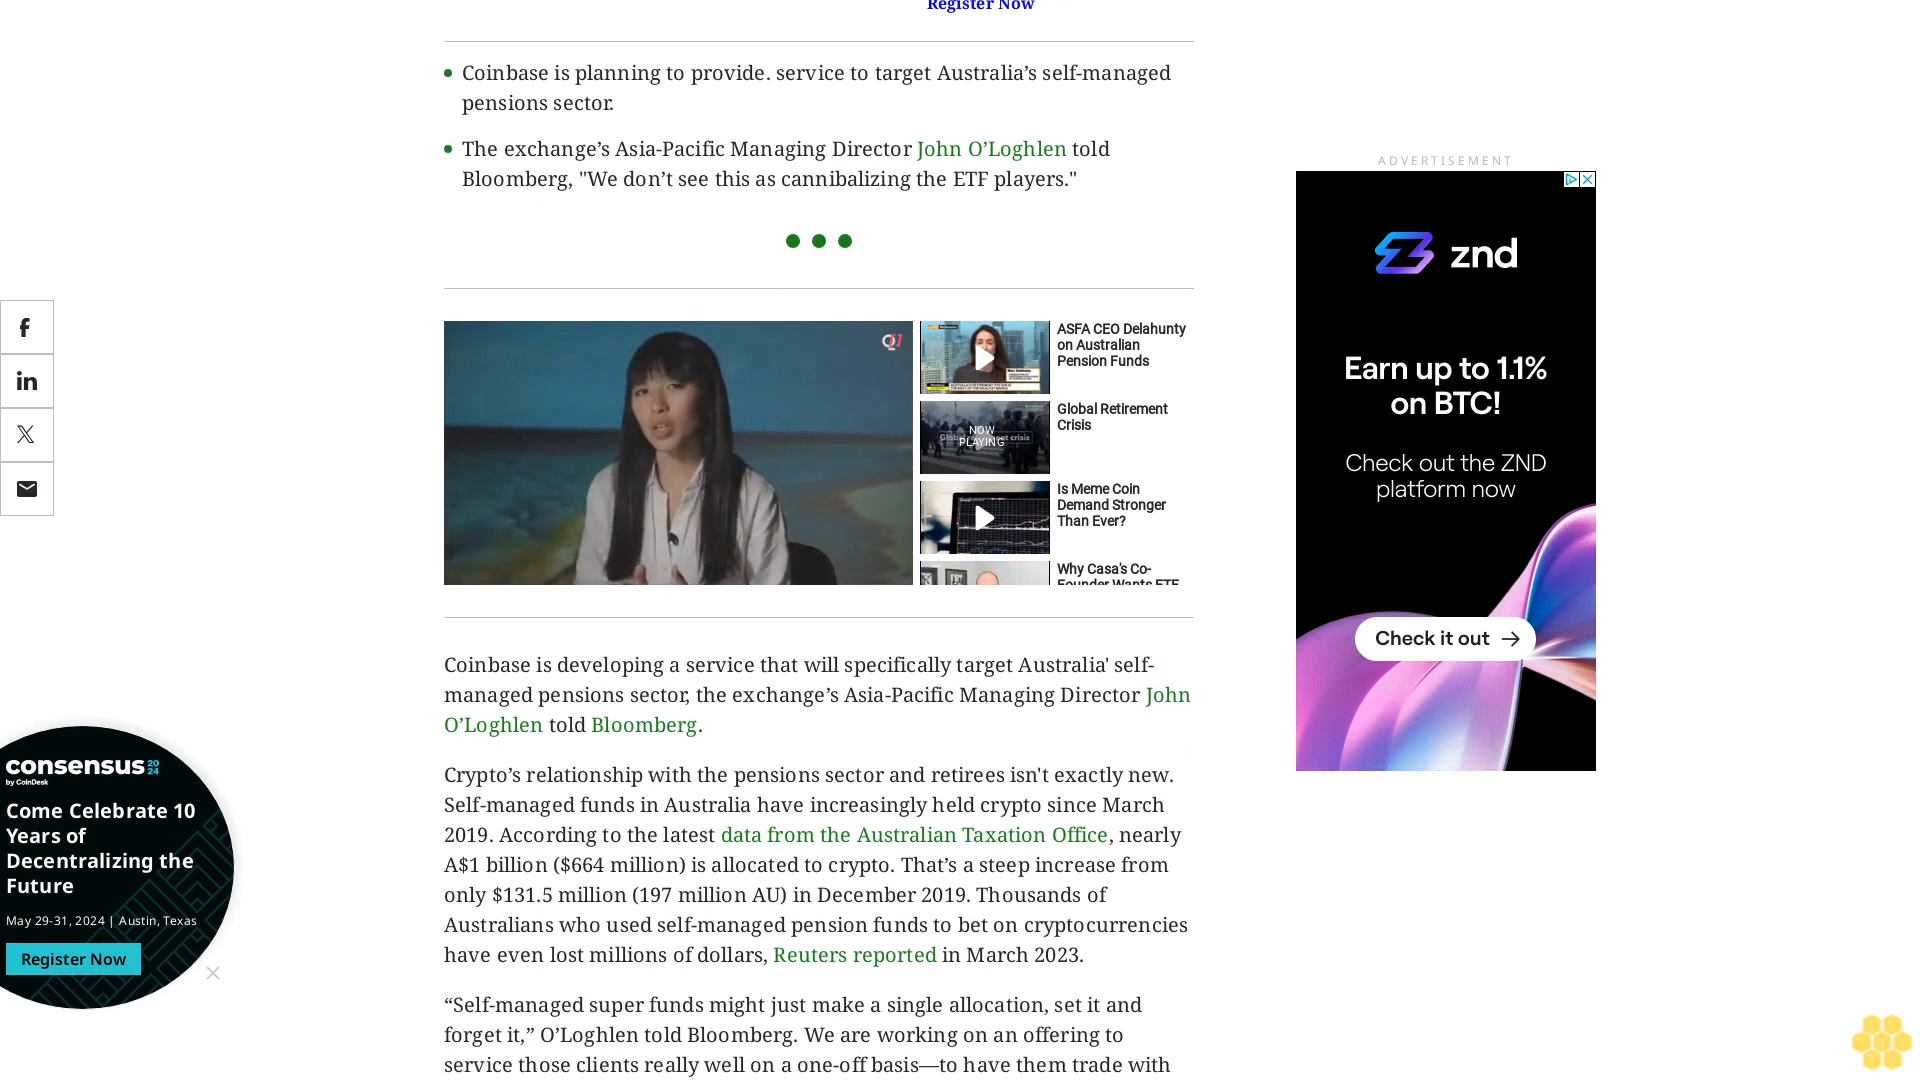 Register Now
Coinbase is planning to provide. service to target Australia’s self-managed
pensions sector.
The exchange’s Asia-Pacific Managing Director John O’Loghlen told
Bloomberg, "We don’t see this as cannibalizing the ETF players."
ASFA CEO Delahunty
on Australian
Pension Funds
Global Retirement
Crisis
NOW
PLAYING
Is Meme Coin
Demand Stronger
Than Ever?
Why Casa's Co-
Founder Wants ETF
Coinbase is developing a service that will specifically target Australia' self-
managed pensions sector, the exchange’s Asia-Pacific Managing Director John
O’Loghlen told Bloomberg.
Crypto’s relationship with the pensions sector and retirees isn't exactly new.
Self-managed funds in Australia have increasingly held crypto since March
2019. According to the latest data from the Australian Taxation Office, nearly
A$1 billion ($664 million) is allocated to crypto. That’s a steep increase from
only $131.5 million (197 million AU) in December 2019. Thousands of
Australians who used self-managed pension funds to bet on cryptocurrencies
have even lost millions of dollars, Reuters reported in March 2023.
“Self-managed super funds might just make a single allocation, set it and
forget it,” O’Loghlen told Bloomberg. We are working on an offering to
service those clients really well on a one-off basis—to have them trade with
ADVERTISEMENT
znd
Earn up to 1.1%
on BTC!
Check out the ZND
platform now
Check it out
consensus 2024
by CoinDesk
Come Celebrate 10
Years of
Decentralizing the
Future
May 29-31, 2024 | Austin, Texas
Register Now